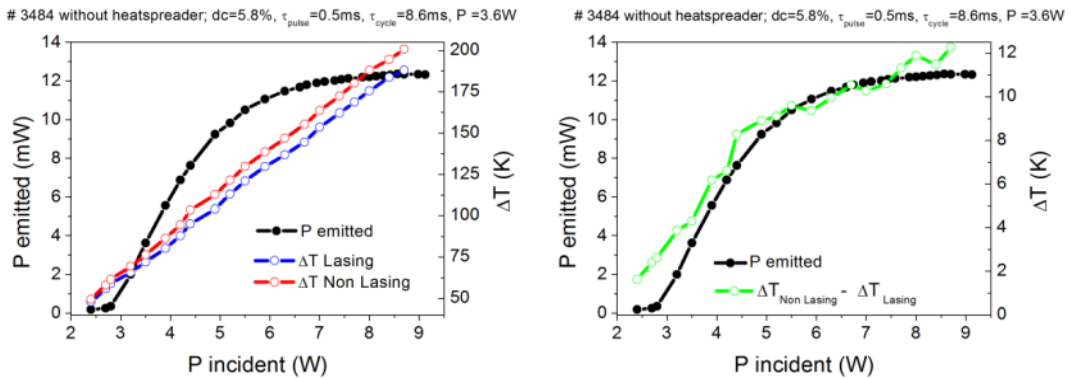 # 3484 without heatspreader; dc=5.8%, τpulse=0.5ms, τcycle=8.6ms, P =3.6W
14
12
10
8
6
4
2
0
P emitted (mW)
200
175
150
125
100
75
50
ΔT (K)
P emitted
ΔT Lasing
ΔT Non Lasing
2 3 4 5 6 7 8 9
P incident (W)
# 3484 without heatspreader; dc=5.8%, τpulse=0.5ms, τcycle=8.6ms, P =3.6W
14
12
10
8
6
4
2
0
P emitted (mW)
12
10
8
6
4
2
0
ΔT (K)
P emitted
ΔTNon Lasing - ΔTLasing
2 3 4 5 6 7 8 9
P incident (W)